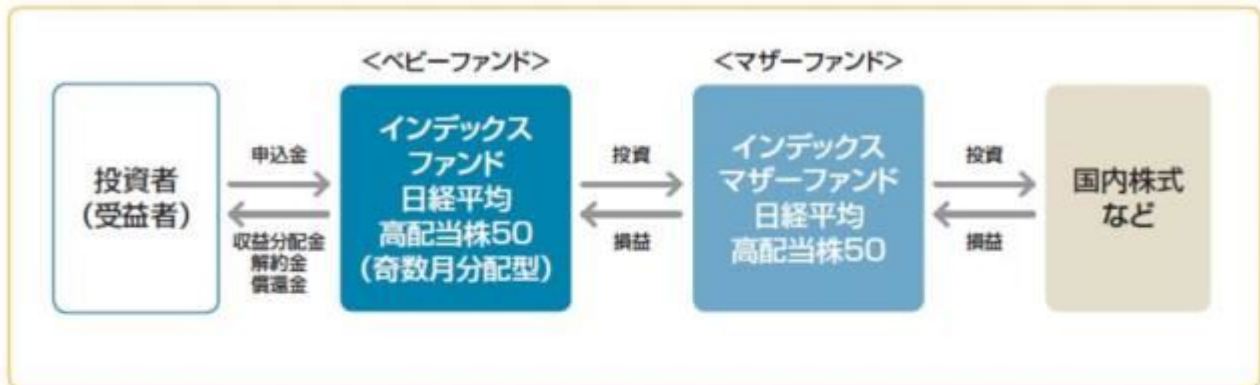 ＜ベビーファンド＞
＜マザーファンド＞
投資者
(受益者)
申込金
収益分配金
解約金
償還金
インデックス
ファンド
日経平均
高配当株50
(奇数月分配型)
投資
損益
インデックス
マザーファンド
日経平均
高配当株50
投資
損益
国内株式
など